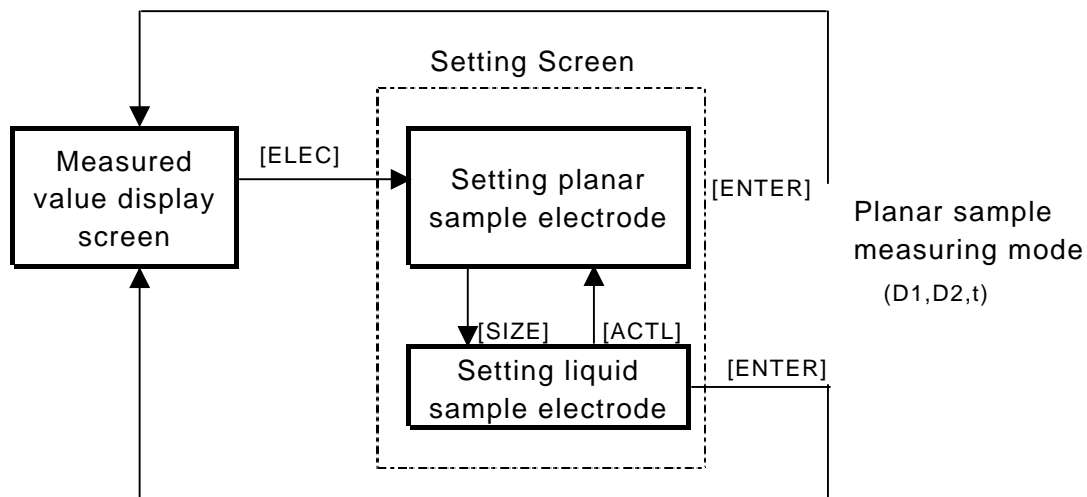 Setting Screen
Measured
value display
screen
[ELEC]
Setting planar
sample electrode
[ENTER]
Planar sample
measuring mode
(D1,D2,t)
[SIZE]
[ACTL]
Setting liquid
sample electrode
[ENTER]